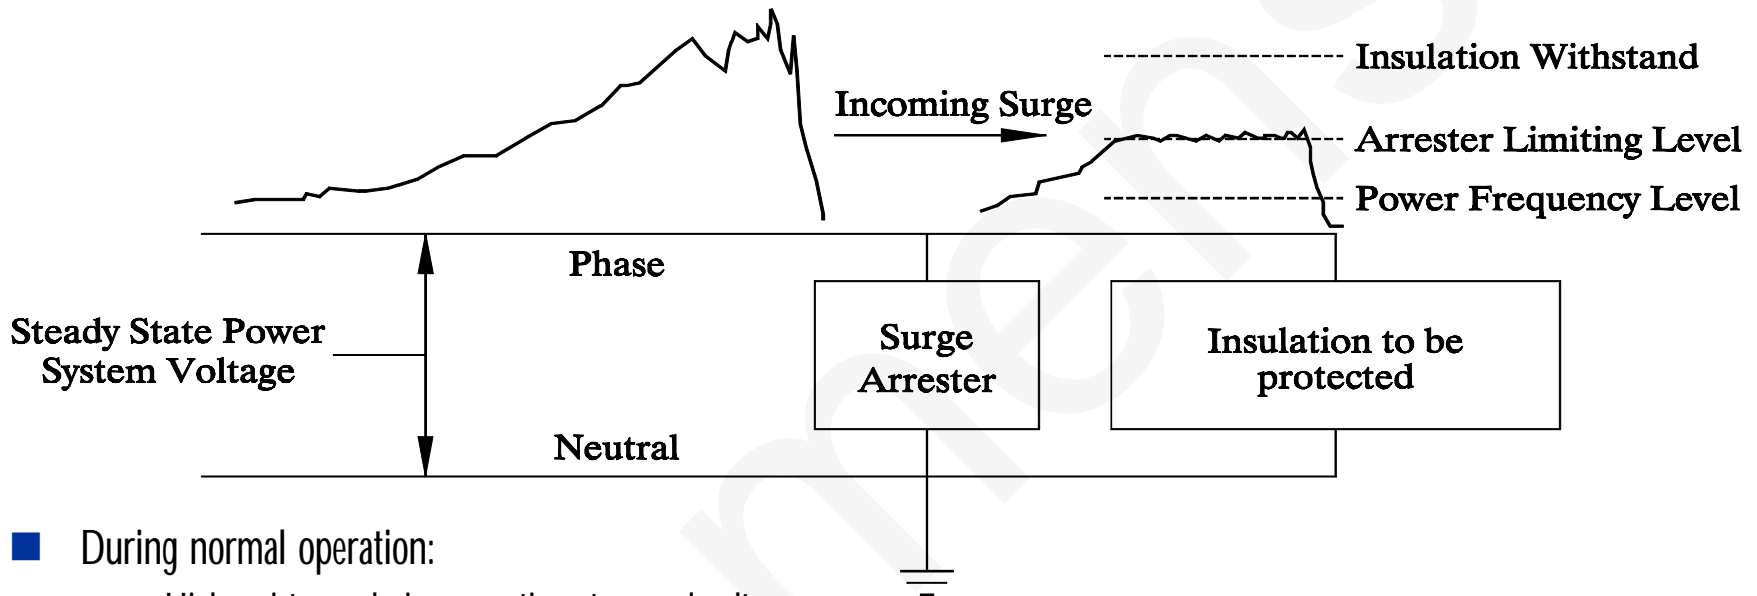 Insulation Withstand
Incoming Surge
Arrester Limiting Level
Power Frequency Level
Phase
Steady State Power
System Voltage
Surge
Arrester
Insulation to be
protected
Neutral
During normal operation: